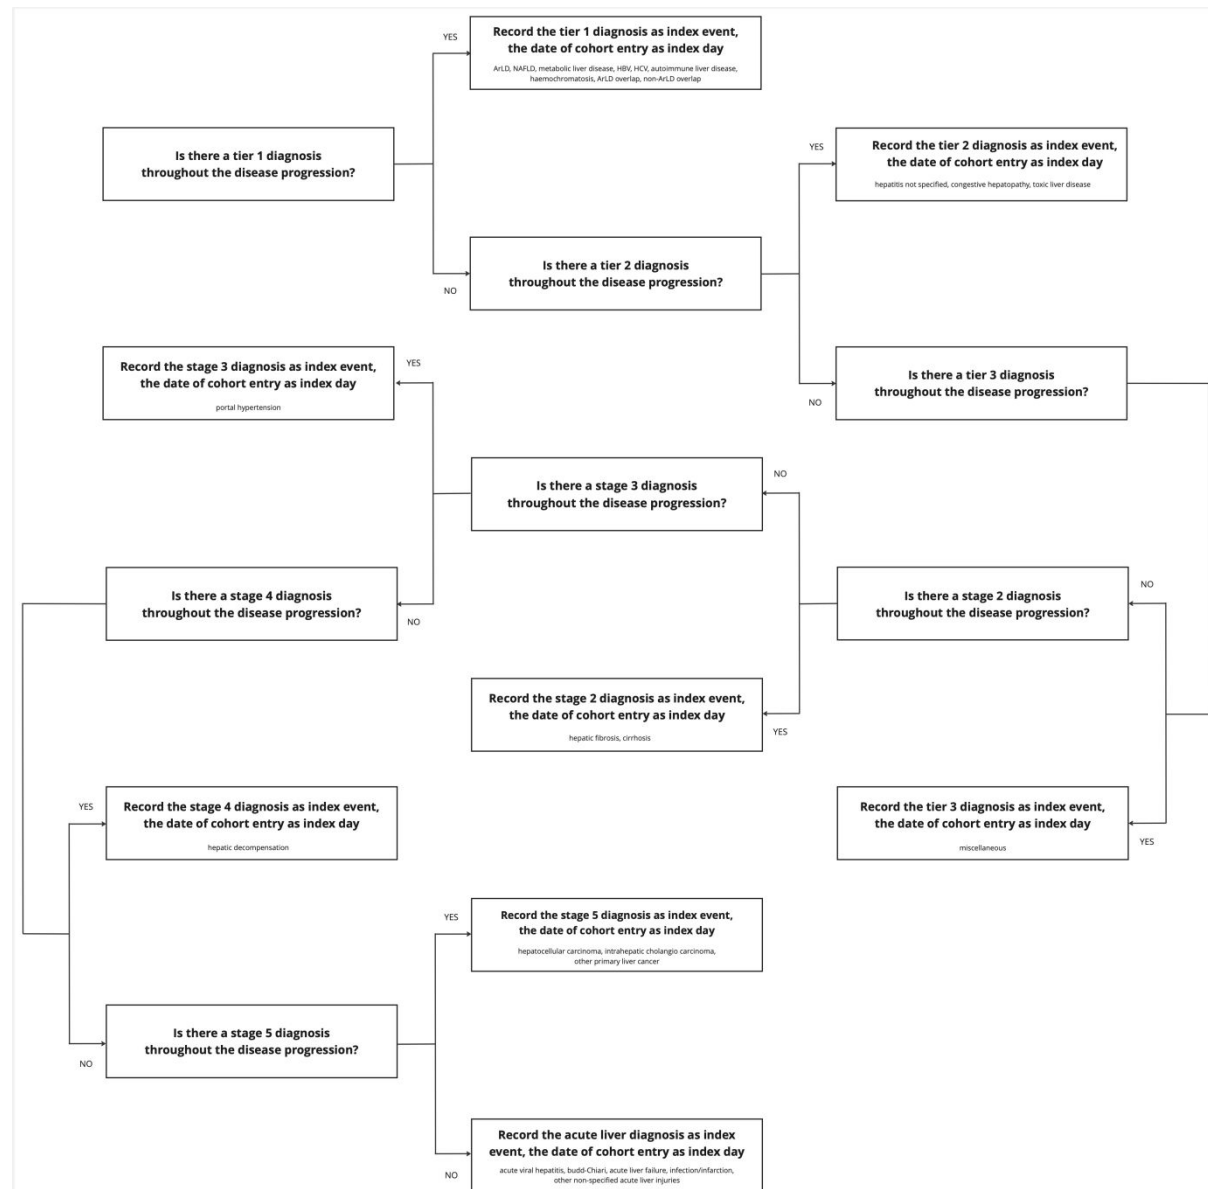 YES
Record the tier 1 diagnosis as index event,
the date of cohort entry as index day
ArLD, NAFLD, metabolic liver disease, HBV, HCV, autoimmune liver disease,
haemochromatosis, ArLD overlap, non-ArLD overlap
Is there a tier 1 diagnosis
throughout the disease progression?
YES
Record the tier 2 diagnosis as index event,
the date of cohort entry as index day
hepatitis not specified, congestive hepatopathy, toxic liver disease
Is there a tier 2 diagnosis
throughout the disease progression?
NO
Record the stage 3 diagnosis as index event,
the date of cohort entry as index day
portal hypertension
YES
Is there a tier 3 diagnosis
throughout the disease progression?
NO
Is there a stage 3 diagnosis
throughout the disease progression?
NO
Is there a stage 4 diagnosis
throughout the disease progression?
NO
Is there a stage 2 diagnosis
throughout the disease progression?
NO
Record the stage 2 diagnosis as index event,
the date of cohort entry as index day
hepatic fibrosis, cirrhosis
YES
YES
Record the stage 4 diagnosis as index event,
the date of cohort entry as index day
hepatic decompensation
Record the tier 3 diagnosis as index event,
the date of cohort entry as index day
miscellaneous
YES
YES
Record the stage 5 diagnosis as index event,
the date of cohort entry as index day
hepatocellular carcinoma, intrahepatic cholangio carcinoma,
other primary liver cancer
Is there a stage 5 diagnosis
throughout the disease progression?
NO
Record the acute liver diagnosis as index
event, the date of cohort entry as index day
acute viral hepatitis, budd-Chiari, acute liver failure, infection/infarction,
other non-specified acute liver injuries
NO